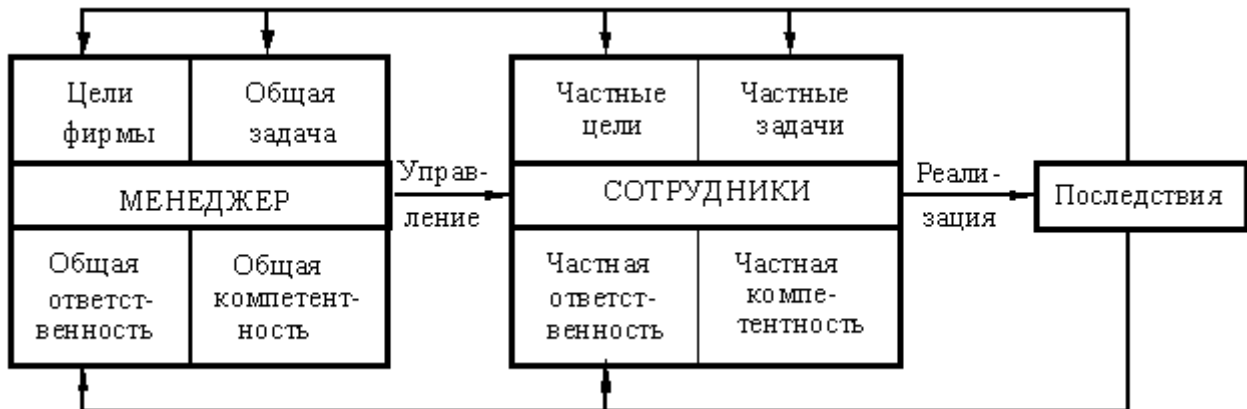 Цели
фирмы
Общая
задача
МЕНЕДЖЕР
Общая
ответст-
венность
Общая
компетент-
ность
Управ-
ление
Частные
цели
Частные
задачи
СОТРУДНИКИ
Частная
ответст-
венность
Частная
компе-
тентность
Реали-
зация
Последствия